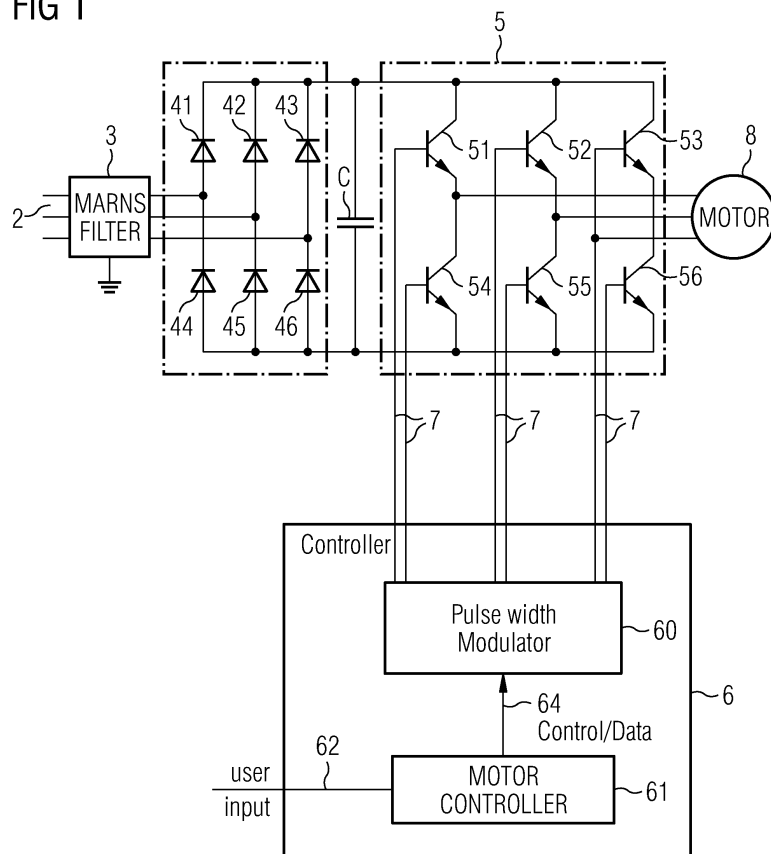 FIG 1
5
41 42 43
51 52 53
3
8
C
2
MARNS
FILTER
MOTOR
44 45 46
54 55 56
7 7 7
Controller
Pulse width
Modulator
60
64
6
Control/Data
62
user
input
MOTOR
CONTROLLER
61